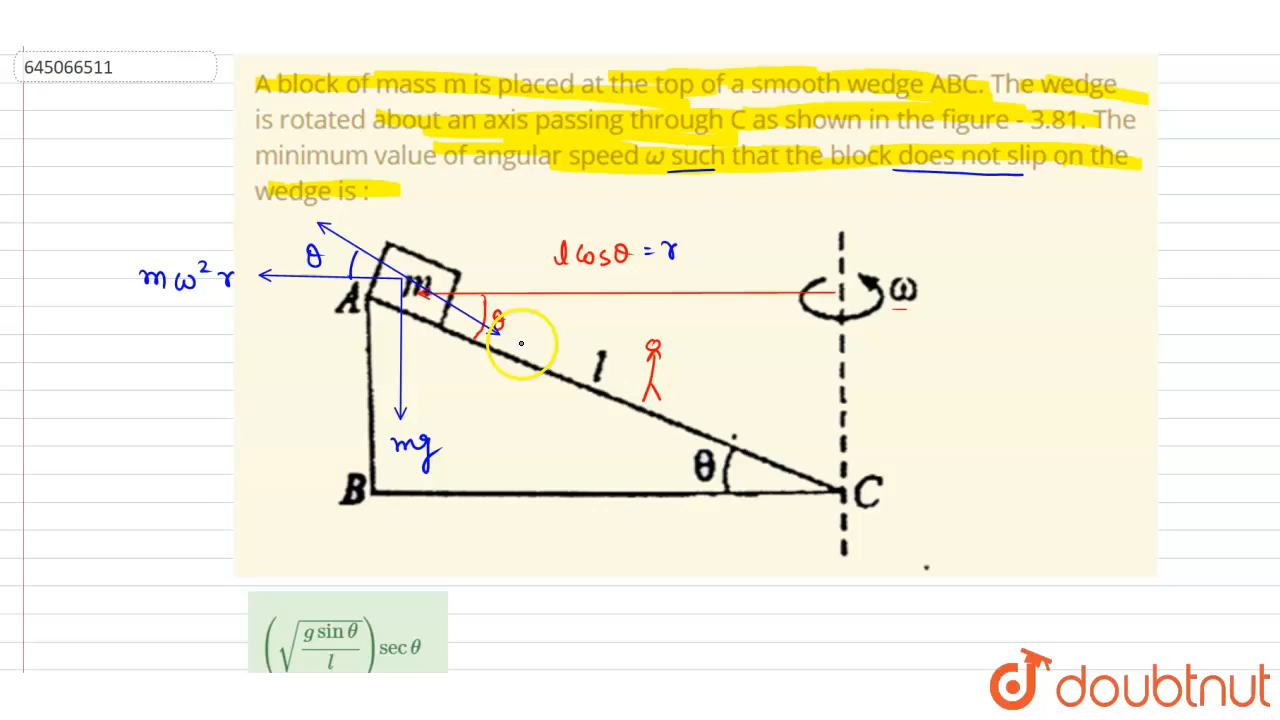 645066511
A block of mass m is placed at the top of a smooth wedge ABC. The wedge
is rotated about an axis passing through C as shown in the figure - 3.81. The
minimum value of angular speed ω such that the block does not slip on the
wedge is :
l cosθ = r
θ
mω²r
m
A
ω
θ
l
mg
θ
B
C
(√(g sin θ / l)) sec θ
doubtnut